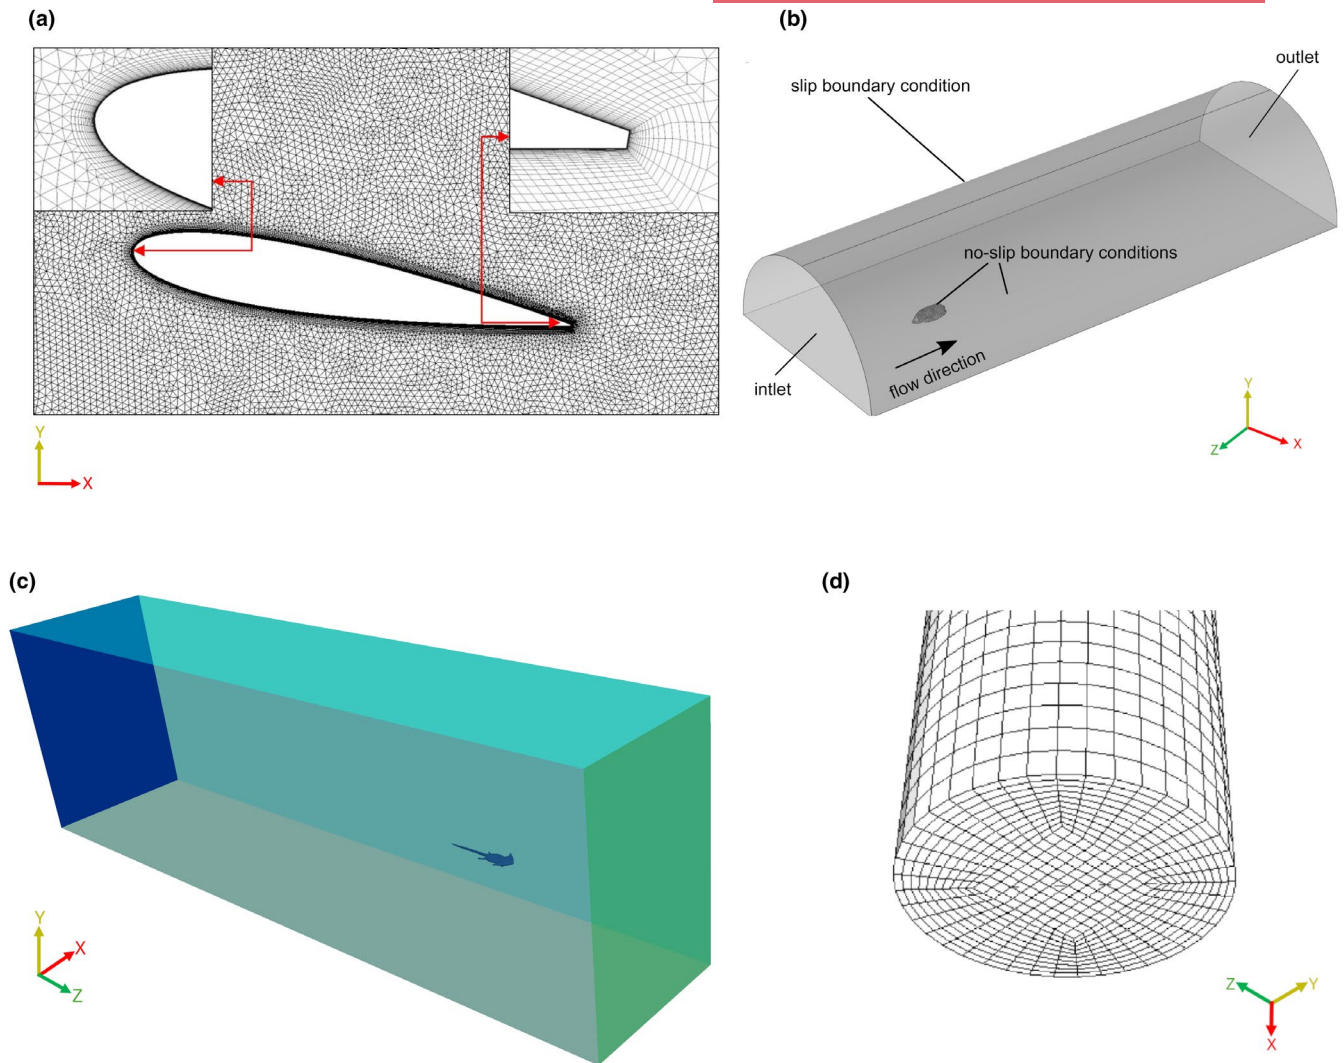 (a)
(b)
outlet
slip boundary condition
no-slip boundary conditions
flow direction
intlet
Y
X
Y
Z
X
(c)
(d)
Y
X
Z
Z
Y
X